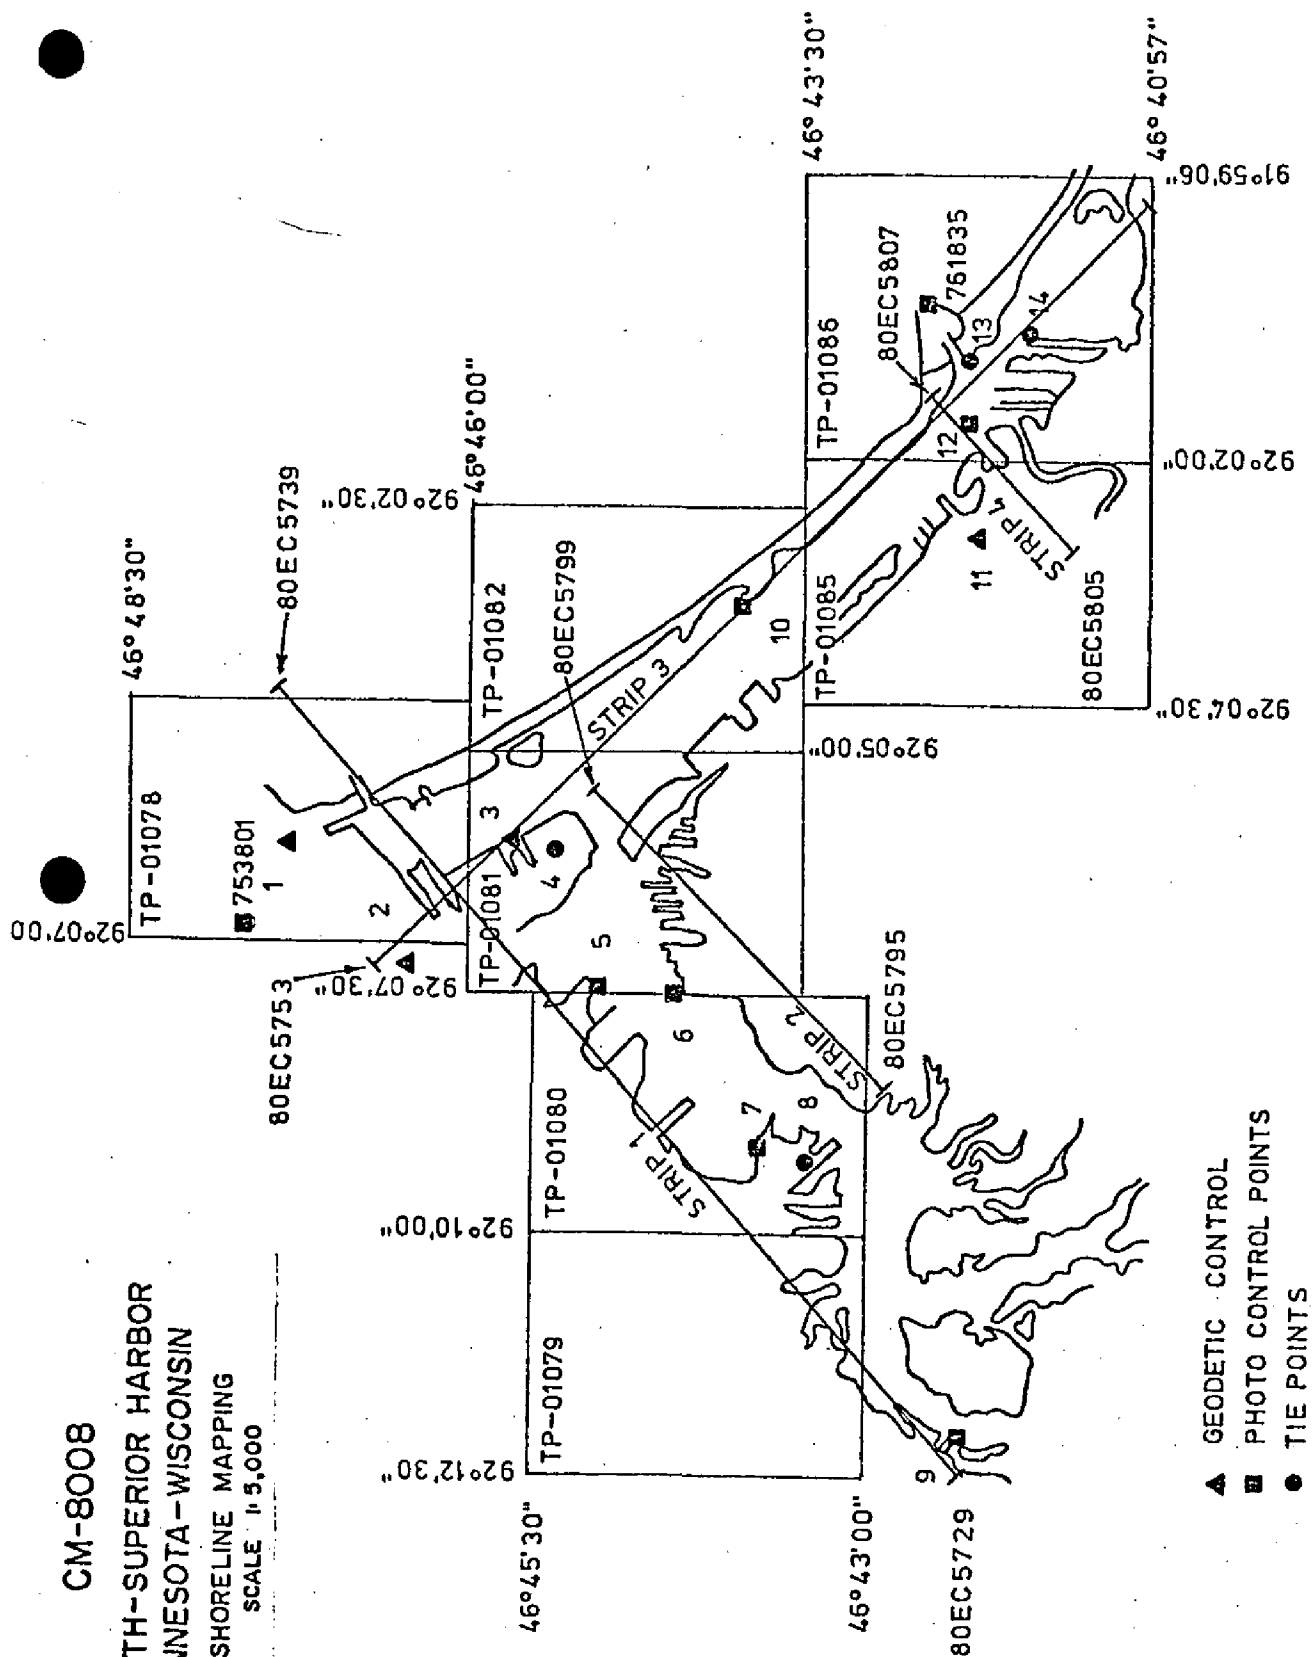 CM-8008
TH-SUPERIOR HARBOR
NNESOTA-WISCONSIN
SHORELINE MAPPING
SCALE 1:5,000
46°48'30"
80EC5739
92°07'00
TP-01078
753801
1
2
80EC5753
92°07'30"
92°02'30"
46°46'00"
TP-01081
TP-01082
3
4
5
6
80EC5799
STRIP 3
10
92°05'00"
46°43'30"
TP-01085
TP-01086
80EC5807
761835
13
14
12
11
STRIP 4
80EC5805
92°04'30"
92°02'00"
91°59'06"
46°40'57"
46°45'30"
92°12'30"
92°10'00"
TP-01079
TP-01080
STRIP 1
7
8
STRIP 2
80EC5795
46°43'00"
9
80EC5729
GEODETIC CONTROL
PHOTO CONTROL POINTS
TIE POINTS